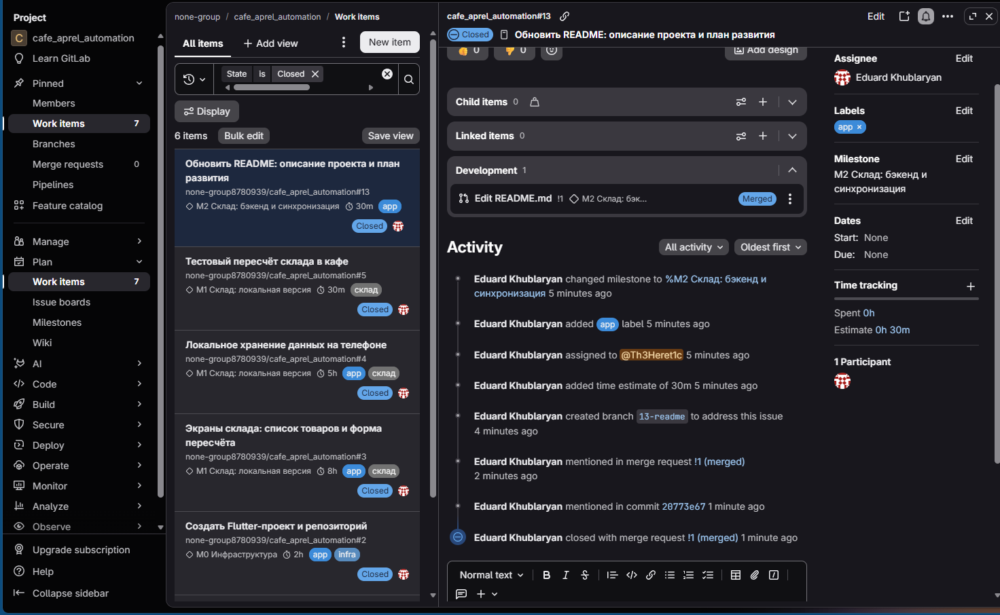 Project
C cafe_aprel_automation
Learn GitLab
Pinned
Members
Work items 7
Branches
Merge requests 0
Pipelines
Feature catalog
Manage
Plan
Work items 7
Issue boards
Milestones
Wiki
AI
Code
Build
Secure
Deploy
Operate
Monitor
Analyze
Observe
Upgrade subscription
Help
Collapse sidebar
none-group / cafe_aprel_automation / Work items
All items + Add view New item
State is Closed
Display
6 items Bulk edit Save view
Обновить README: описание проекта и план
развития
none-group8780939/cafe_aprel_automation#13
M2 Склад: бэкенд и синхронизация 30m app
Closed
Тестовый пересчёт склада в кафе
none-group8780939/cafe_aprel_automation#5
M1 Склад: локальная версия 30m склад
Closed
Локальное хранение данных на телефоне
none-group8780939/cafe_aprel_automation#4
M1 Склад: локальная версия 5h app склад
Closed
Экраны склада: список товаров и форма
пересчёта
none-group8780939/cafe_aprel_automation#3
M1 Склад: локальная версия 8h app склад
Closed
Создать Flutter-проект и репозиторий
none-group8780939/cafe_aprel_automation#2
M0 Инфраструктура 2h app infra
Closed
cafe_aprel_automation#13 Edit
Closed Обновить README: описание проекта и план развития
0 0 Add design
Child items 0
Linked items 0
Development 1
Edit README.md !1 M2 Склад: бэк... Merged
Activity All activity Oldest first
Eduard Khublaryan changed milestone to %M2 Склад: бэкенд и
синхронизация 5 minutes ago
Eduard Khublaryan added app label 5 minutes ago
Eduard Khublaryan assigned to @Th3Heret1c 5 minutes ago
Eduard Khublaryan added time estimate of 30m 5 minutes ago
Eduard Khublaryan created branch 13-readme to address this issue
4 minutes ago
Eduard Khublaryan mentioned in merge request !1 (merged)
2 minutes ago
Eduard Khublaryan mentioned in commit 20773e67 1 minute ago
Eduard Khublaryan closed with merge request !1 (merged) 1 minute ago
Normal text B I S
Assignee Edit
Eduard Khublaryan
Labels Edit
app ×
Milestone Edit
M2 Склад: бэкенд и
синхронизация
Dates Edit
Start: None
Due: None
Time tracking +
Spent 0h
Estimate 0h 30m
1 Participant